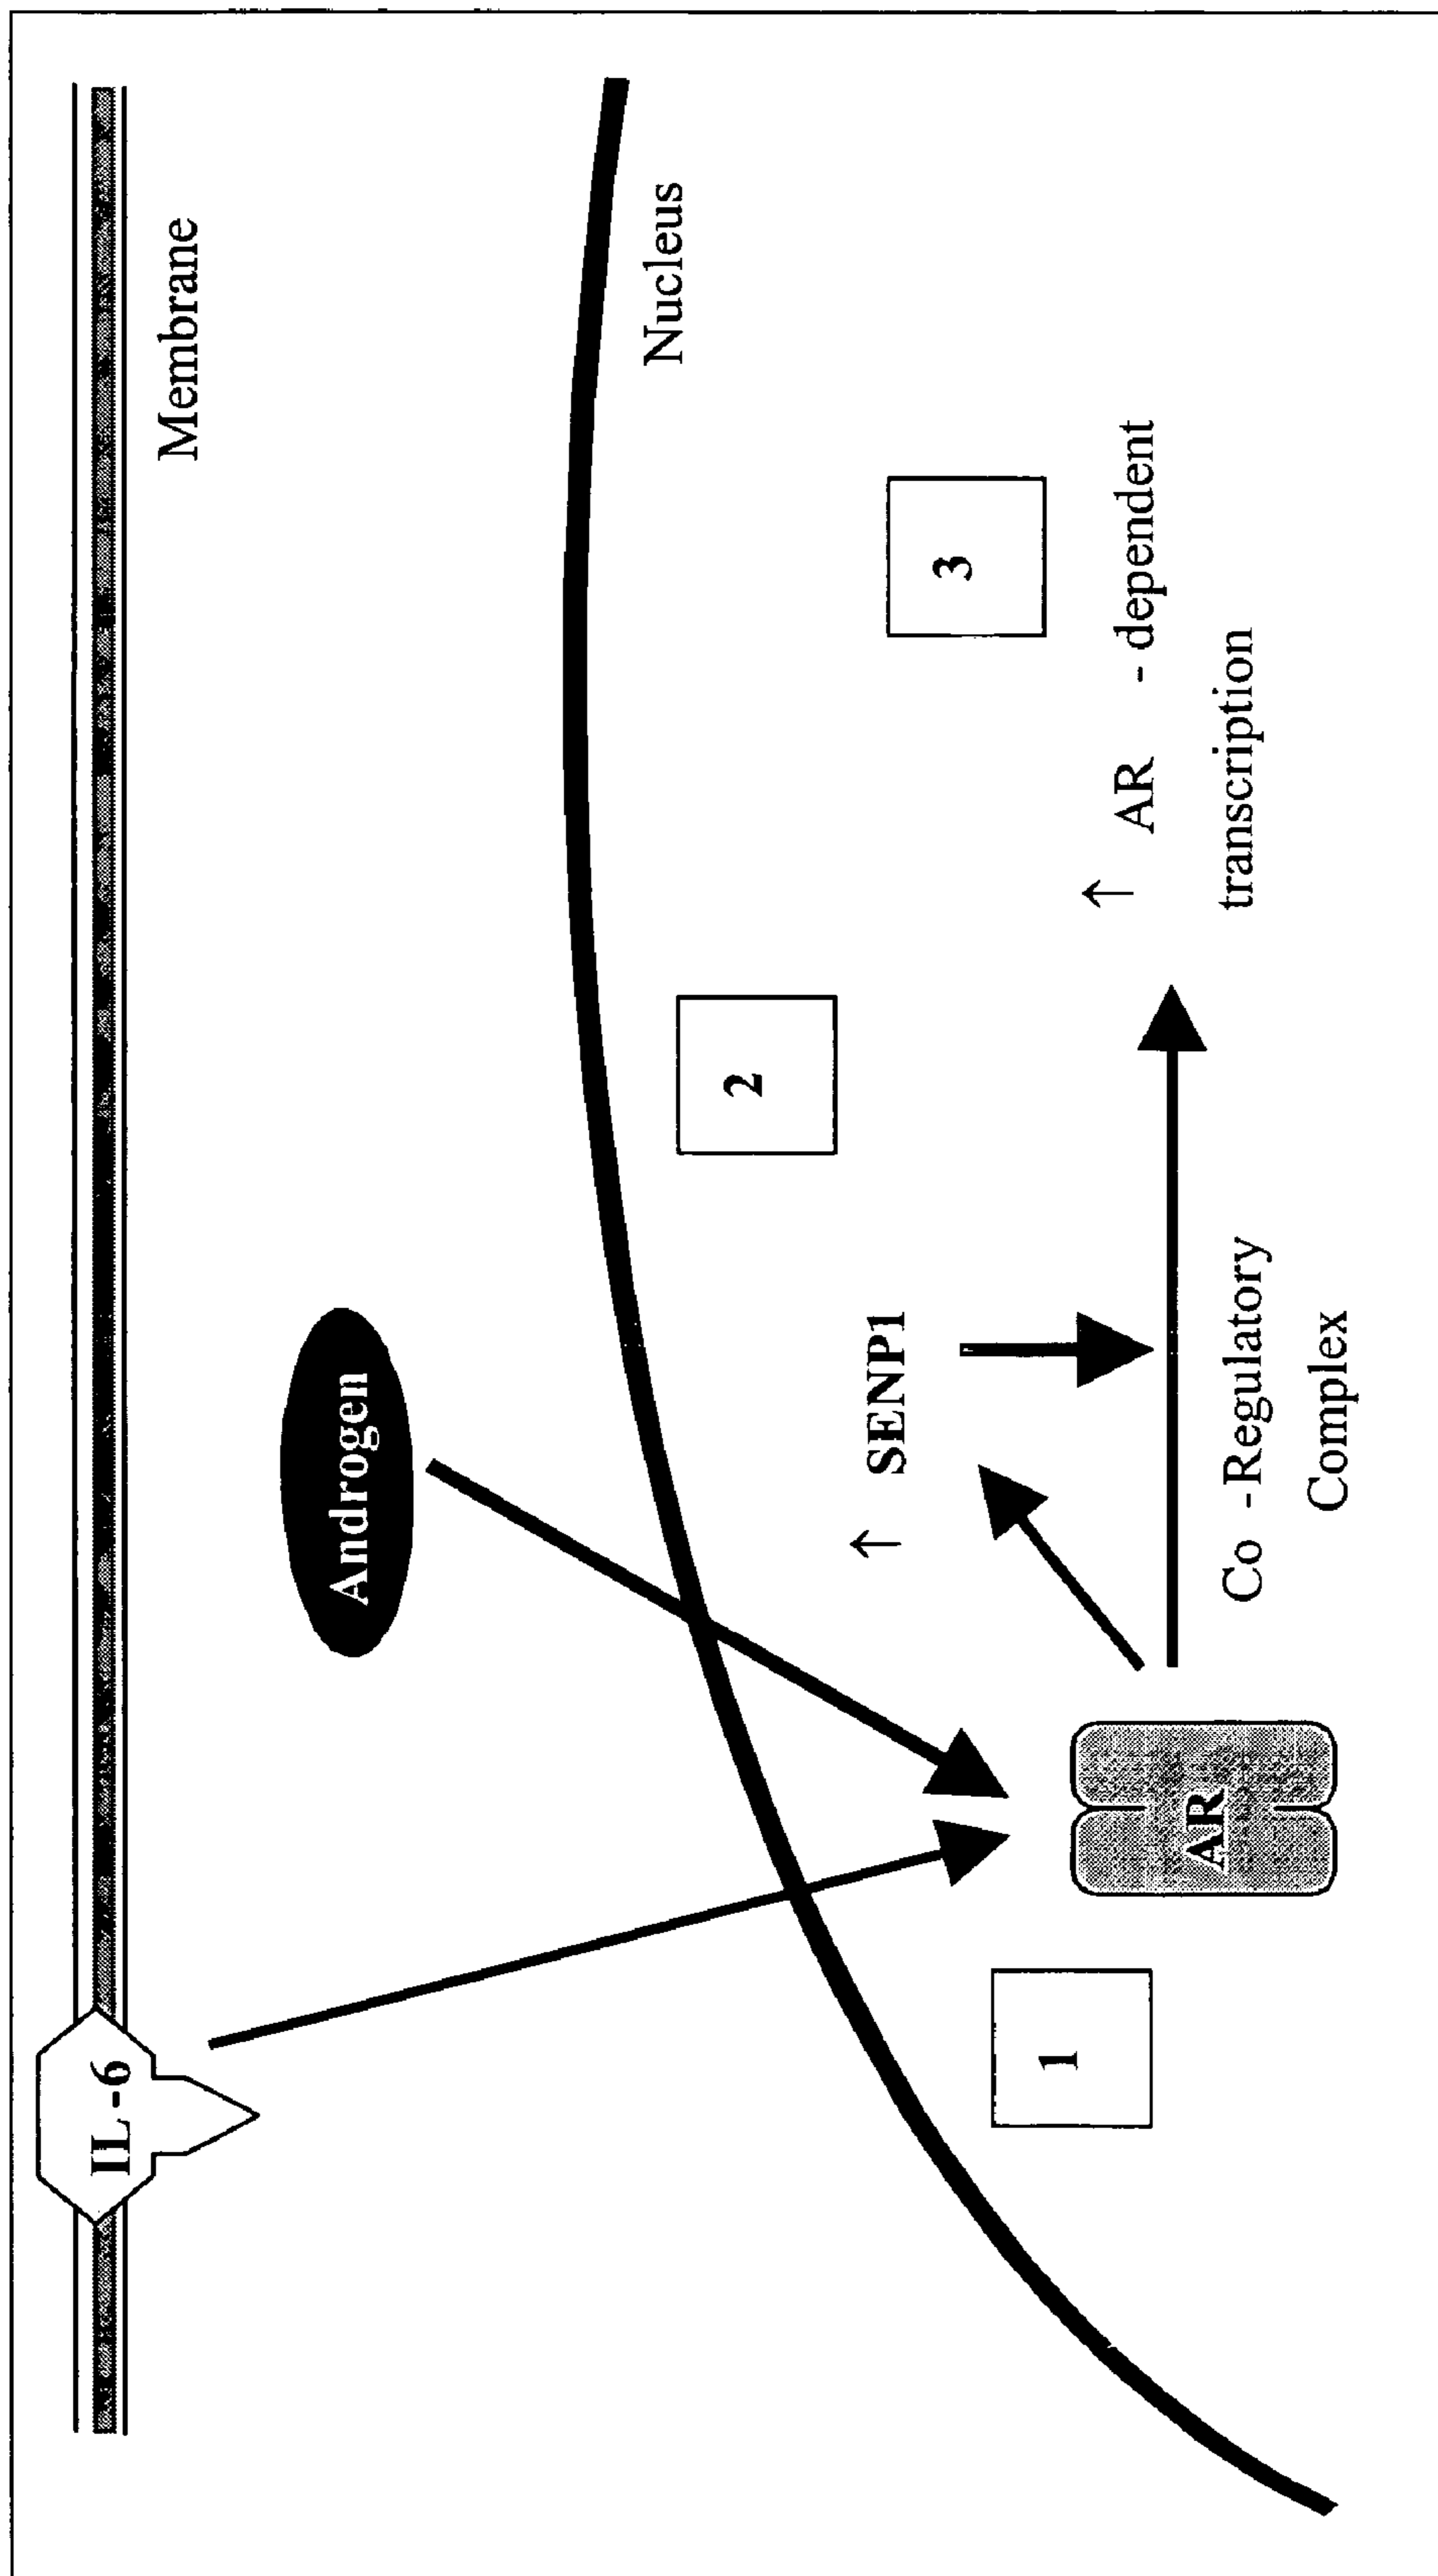 IL-6
Membrane
Androgen
Nucleus
2
3
↑ SENP1
1
AR
↑ AR - dependent
transcription
Co -Regulatory
Complex